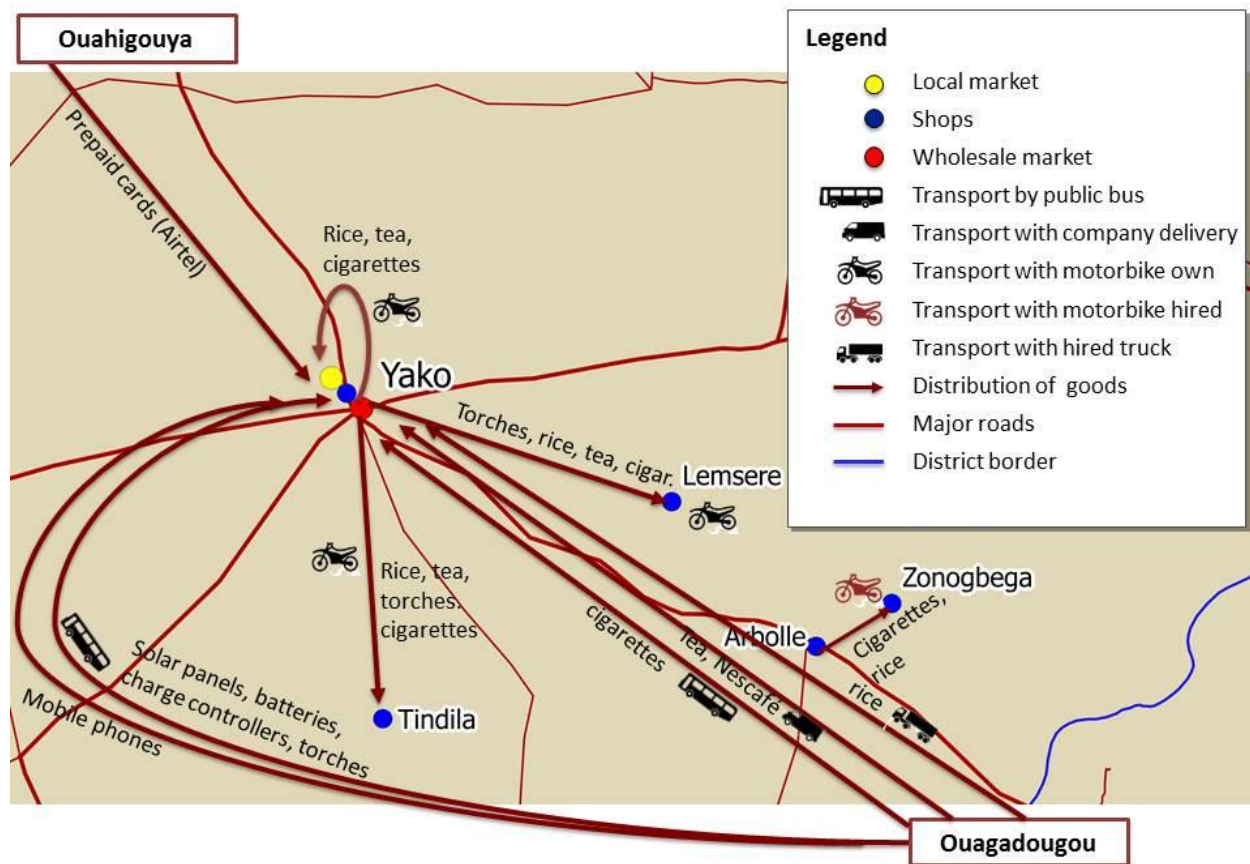 Ouahigouya
Legend
Local market
Shops
Wholesale market
Transport by public bus
Transport with company delivery
Transport with motorbike own
Transport with motorbike hired
Transport with hired truck
Distribution of goods
Major roads
District border
Prepaid cards (Airtel)
Rice, tea,
cigarettes
Yako
Torches, rice, tea, cigar.
Lemsere
Rice, tea,
torches.
cigarettes
Zonogbega
Arbolle
Cigarettes,
rice
cigarettes
Tea, Nescafé
rice
Tindila
Solar panels, batteries,
charge controllers, torches
Mobile phones
Ouagadougou